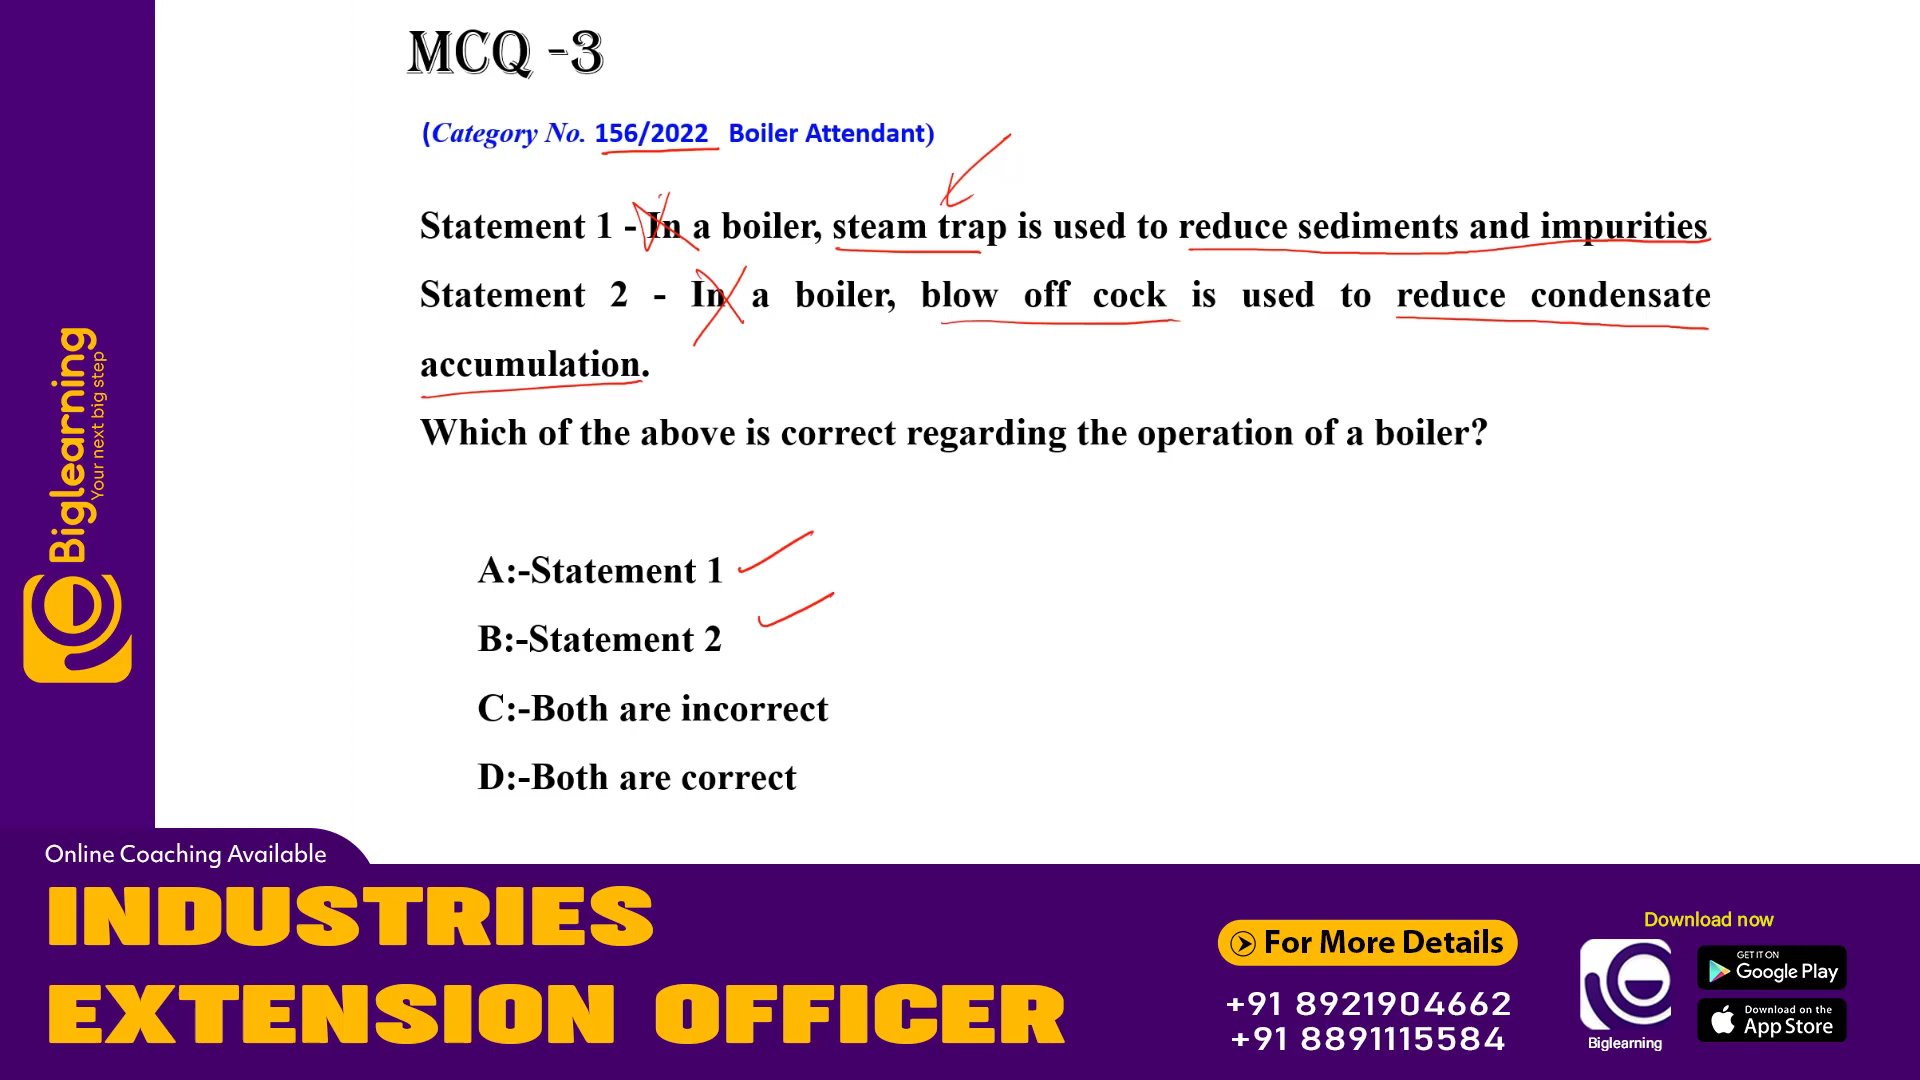 MCQ -3
(Category No. 156/2022 Boiler Attendant)
Statement 1 - In a boiler, steam trap is used to reduce sediments and impurities
Statement 2 - In a boiler, blow off cock is used to reduce condensate
accumulation.
Which of the above is correct regarding the operation of a boiler?
A:-Statement 1
B:-Statement 2
C:-Both are incorrect
D:-Both are correct
Biglearning
Your next big step
Online Coaching Available
INDUSTRIES
EXTENSION OFFICER
For More Details
+91 8921904662
+91 8891115584
Download now
Biglearning
GET IT ON
Google Play
Download on the
App Store